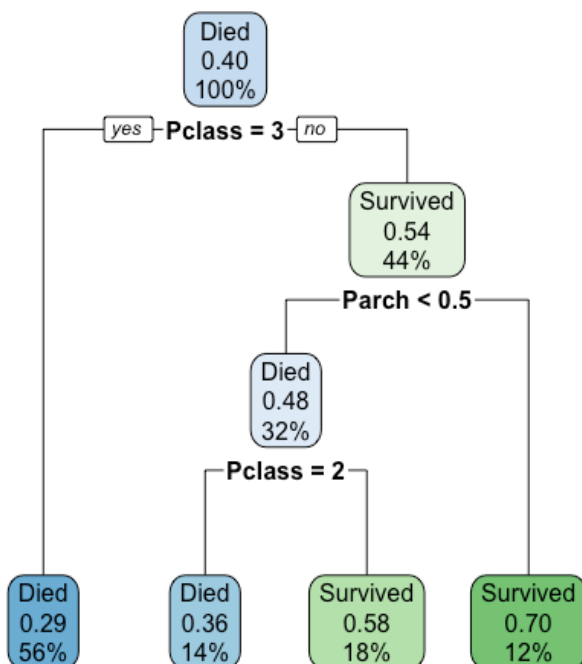 Died
0.40
100%
yes Pclass = 3 no
Survived
0.54
44%
Parch < 0.5
Died
0.48
32%
Pclass = 2
Died
0.29
56%
Died
0.36
14%
Survived
0.58
18%
Survived
0.70
12%